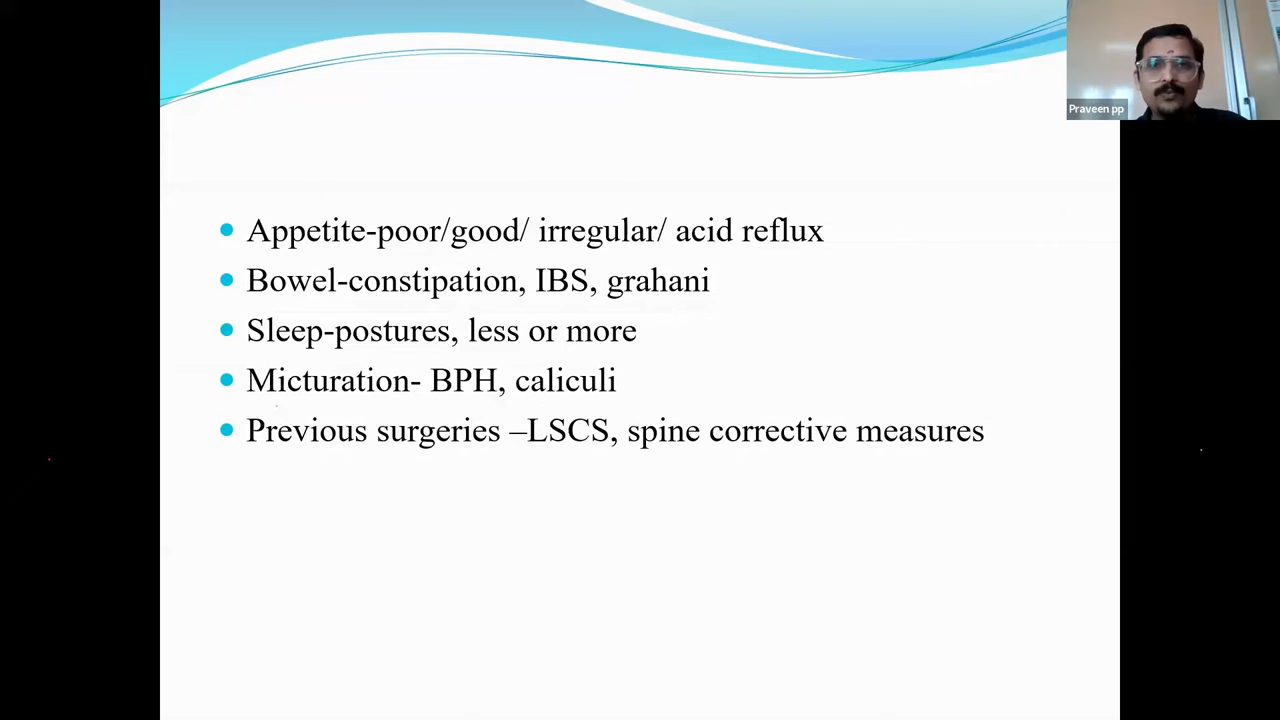 Praveen pp
Appetite-poor/good/ irregular/ acid reflux
Bowel-constipation, IBS, grahani
Sleep-postures, less or more
Micturation- BPH, caliculi
Previous surgeries –LSCS, spine corrective measures